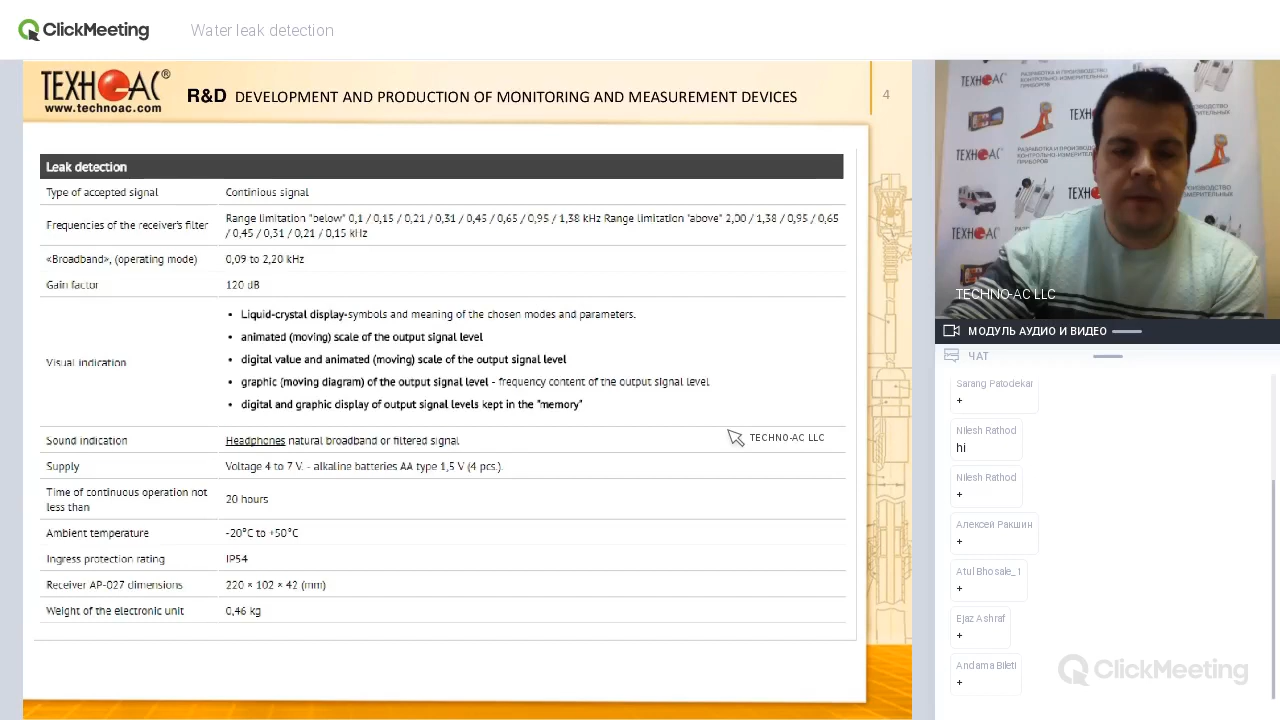 ClickMeeting
Water leak detection
ТЕХНО-АС®
www.technoac.com
R&D DEVELOPMENT AND PRODUCTION OF MONITORING AND MEASUREMENT DEVICES
4
Leak detection
Type of accepted signal Continious signal
Frequencies of the receiver's filter
Range limitation "below" 0,1 / 0,15 / 0,21 / 0,31 / 0,45 / 0,65 / 0,95 / 1,38 kHz Range limitation "above" 2,00 / 1,38 / 0,95 / 0,65
/ 0,45 / 0,31 / 0,21 / 0,15 kHz
«Broadband», (operating mode) 0,09 to 2,20 kHz
Gain factor 120 dB
Visual indication
• Liquid-crystal display-symbols and meaning of the chosen modes and parameters.
• animated (moving) scale of the output signal level
• digital value and animated (moving) scale of the output signal level
• graphic (moving diagram) of the output signal level - frequency content of the output signal level
• digital and graphic display of output signal levels kept in the "memory"
Sound indication Headphones natural broadband or filtered signal
TECHNO-AC LLC
Supply Voltage 4 to 7 V. - alkaline batteries AA type 1,5 V (4 pcs.).
Time of continuous operation not
less than
20 hours
Ambient temperature -20°C to +50°C
Ingress protection rating IP54
Receiver AP-027 dimensions 220 × 102 × 42 (mm)
Weight of the electronic unit 0,46 kg
ТЕХНО-АС
РАЗРАБОТКА И ПРОИЗВОДСТВО
КОНТРОЛЬНО-ИЗМЕРИТЕЛЬНЫХ
ПРИБОРОВ
TECHNO-AC LLC
МОДУЛЬ АУДИО И ВИДЕО
ЧАТ
Sarang Patodekar
+
Nilesh Rathod
hi
Nilesh Rathod
+
Алексей Ракшин
+
Atul Bhosale_1
+
Ejaz Ashraf
+
Andama Bileti
+
ClickMeeting